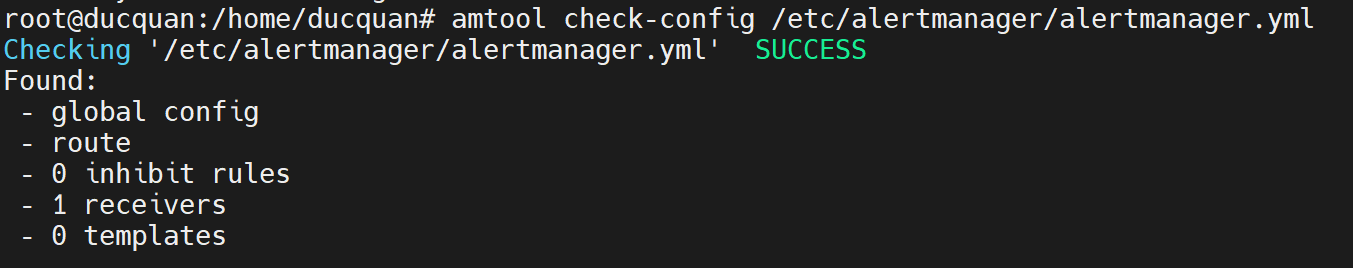 root@ducquan:/home/ducquan# amtool check-config /etc/alertmanager/alertmanager.yml
Checking '/etc/alertmanager/alertmanager.yml'  SUCCESS
Found:
 - global config
 - route
 - 0 inhibit rules
 - 1 receivers
 - 0 templates